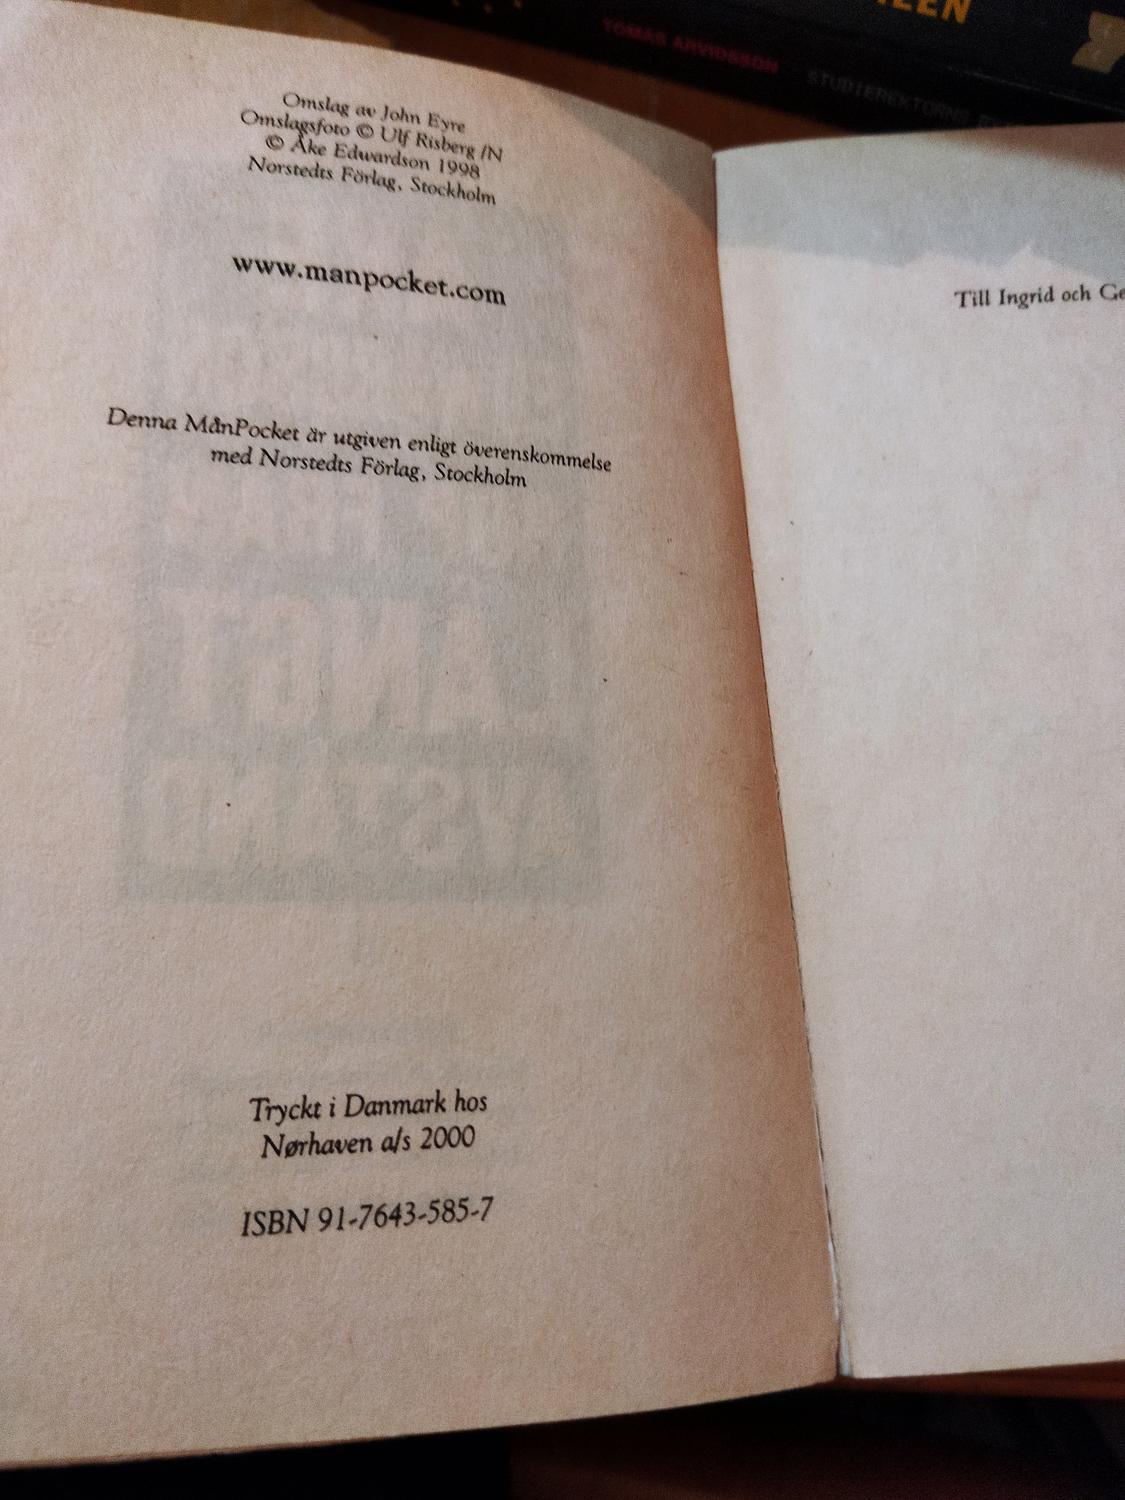 Omslag av John Eyre
Omslagsfoto © Ulf Risberg /N
© Åke Edwardson 1998
Norstedts Förlag, Stockholm
www.manpocket.com
Denna MånPocket är utgiven enligt överenskommelse
med Norstedts Förlag, Stockholm
Tryckt i Danmark hos
Nørhaven a/s 2000
ISBN 91-7643-585-7
Till Ingrid och Ge
TOMAS ARVIDSSON
STUDIEREKTORNS